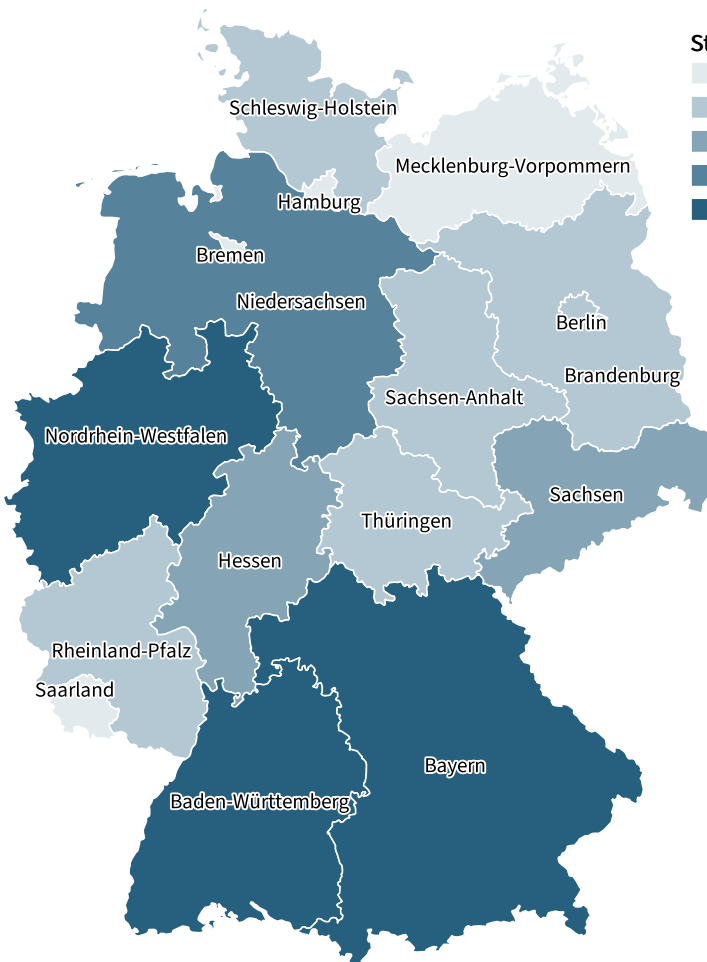 St
Schleswig-Holstein
Mecklenburg-Vorpommern
Hamburg
Bremen
Niedersachsen
Berlin
Brandenburg
Sachsen-Anhalt
Nordrhein-Westfalen
Sachsen
Thüringen
Hessen
Rheinland-Pfalz
Saarland
Bayern
Baden-Württemberg